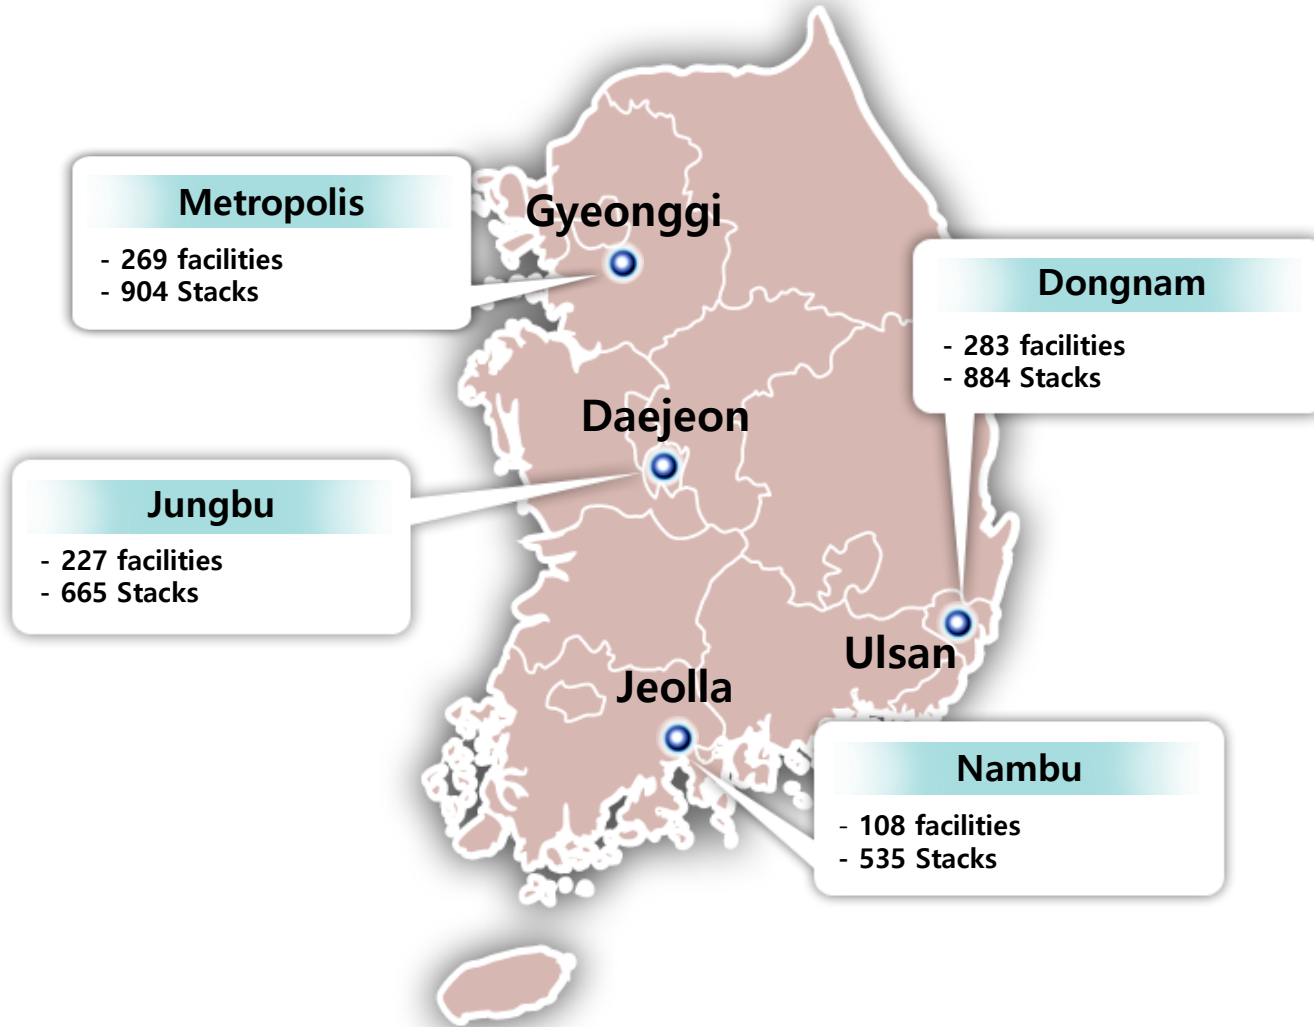 Metropolis
- 269 facilities
- 904 Stacks
Gyeonggi
Dongnam
- 283 facilities
- 884 Stacks
Daejeon
Jungbu
- 227 facilities
- 665 Stacks
Ulsan
Jeolla
Nambu
- 108 facilities
- 535 Stacks